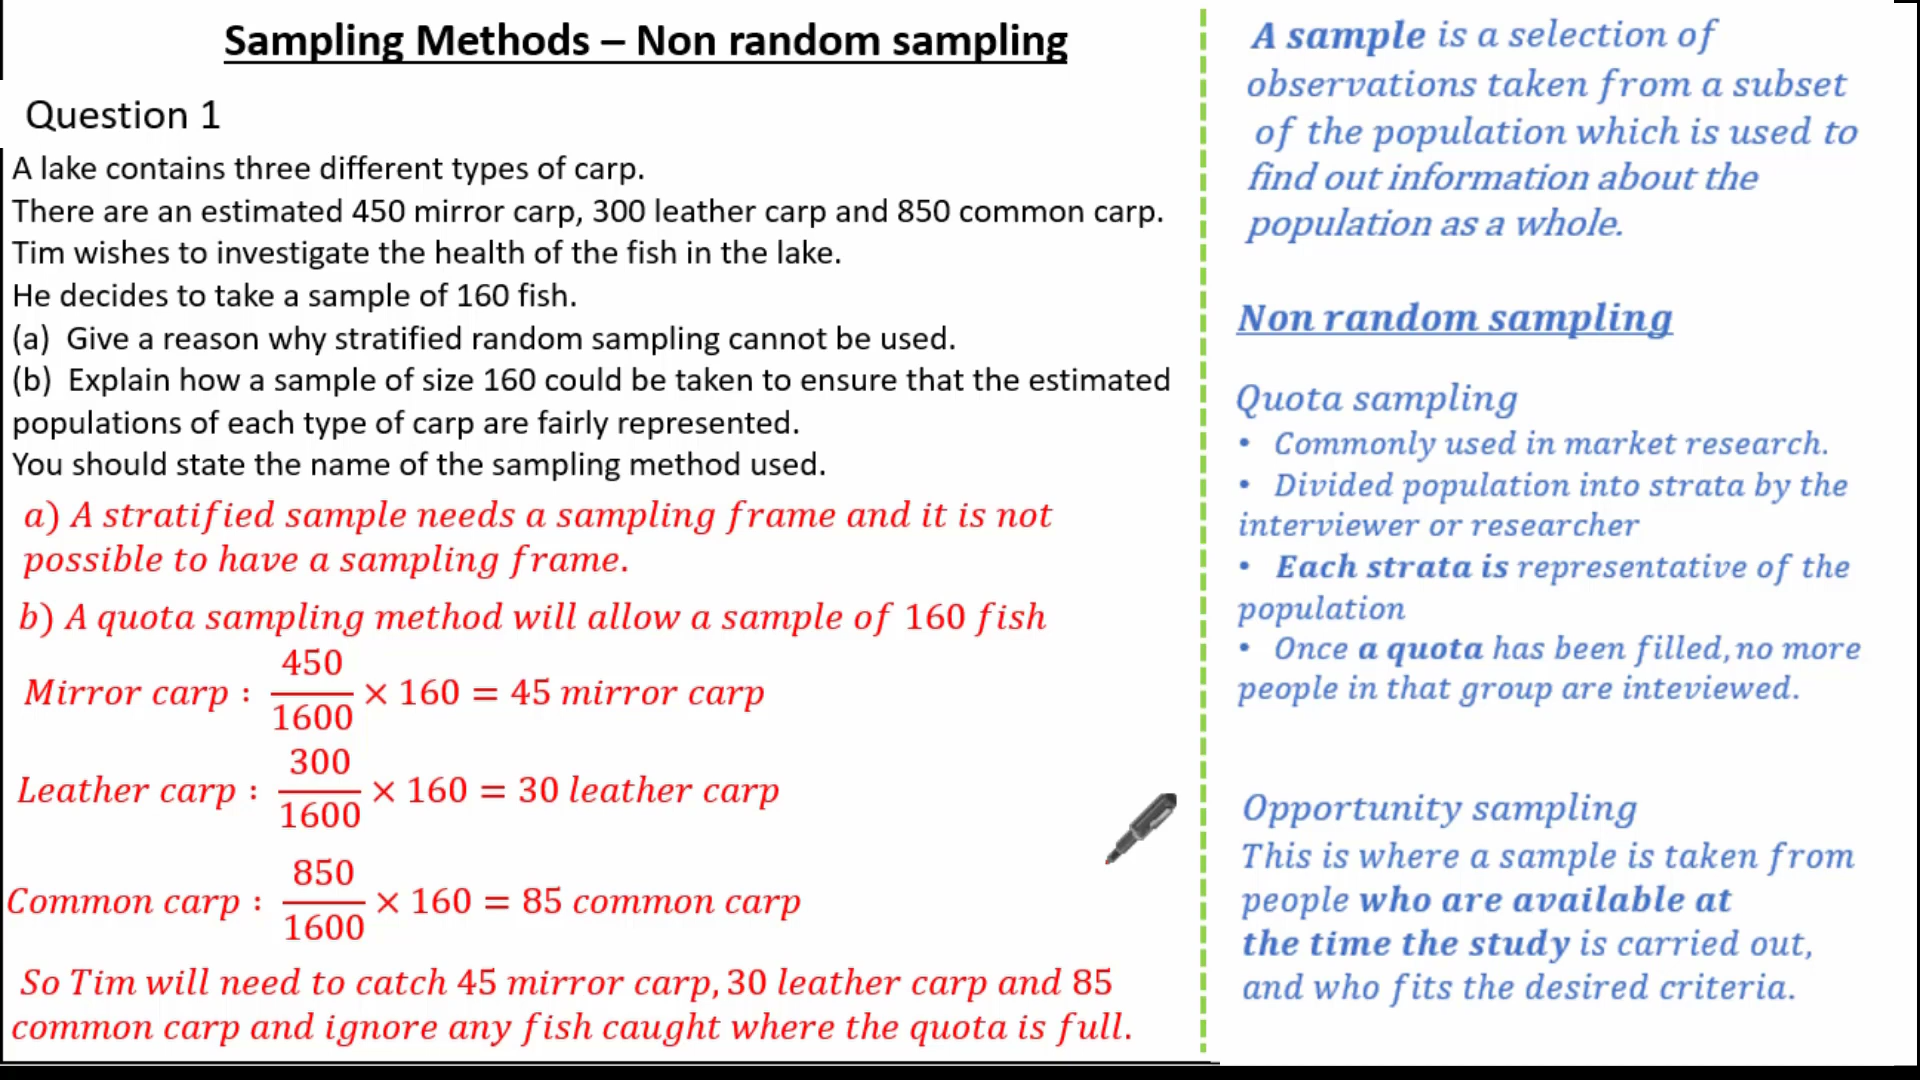 Sampling Methods – Non random sampling
Question 1
A lake contains three different types of carp.
There are an estimated 450 mirror carp, 300 leather carp and 850 common carp.
Tim wishes to investigate the health of the fish in the lake.
He decides to take a sample of 160 fish.
(a) Give a reason why stratified random sampling cannot be used.
(b) Explain how a sample of size 160 could be taken to ensure that the estimated
populations of each type of carp are fairly represented.
You should state the name of the sampling method used.
a) A stratified sample needs a sampling frame and it is not
possible to have a sampling frame.
b) A quota sampling method will allow a sample of 160 fish
Mirror carp : 450/1600 × 160 = 45 mirror carp
Leather carp : 300/1600 × 160 = 30 leather carp
Common carp : 850/1600 × 160 = 85 common carp
So Tim will need to catch 45 mirror carp, 30 leather carp and 85
common carp and ignore any fish caught where the quota is full.
A sample is a selection of
observations taken from a subset
of the population which is used to
find out information about the
population as a whole.
Non random sampling
Quota sampling
• Commonly used in market research.
• Divided population into strata by the
interviewer or researcher
• Each strata is representative of the
population
• Once a quota has been filled, no more
people in that group are inteviewed.
Opportunity sampling
This is where a sample is taken from
people who are available at
the time the study is carried out,
and who fits the desired criteria.